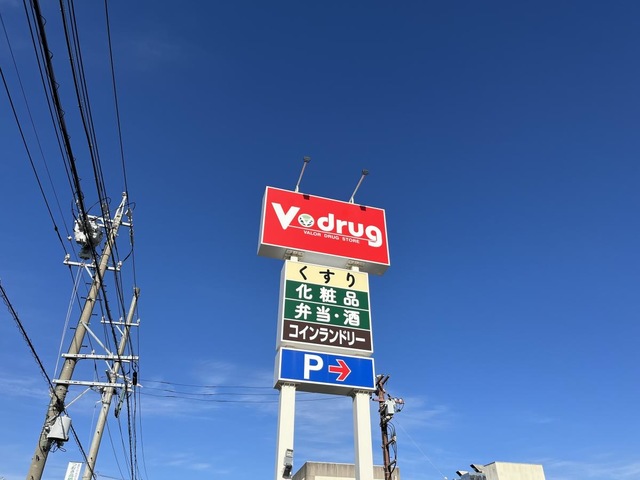 V drug
VALOR DRUG STORE
くすり
化粧品
弁当・酒
コインランドリー
P→